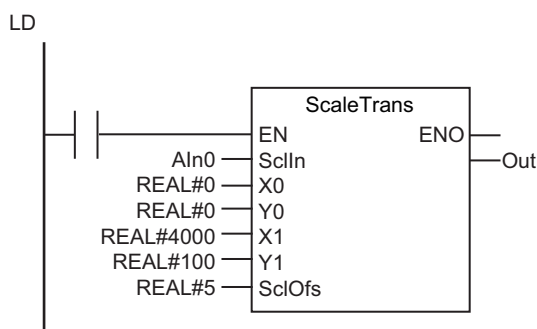 LD
ScaleTrans
EN ENO
AIn0 SclIn Out
REAL#0 X0
REAL#0 Y0
REAL#4000 X1
REAL#100 Y1
REAL#5 SclOfs